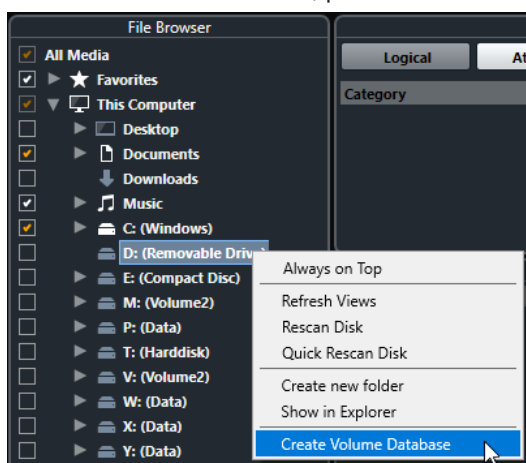 File Browser
All Media
Favorites
This Computer
Desktop
Documents
Downloads
Music
C: (Windows)
D: (Removable Driv
E: (Compact Disc)
M: (Volume2)
P: (Data)
T: (Harddisk)
V: (Volume2)
W: (Data)
X: (Data)
Y: (Data)
Logical
At
Category
Always on Top
Refresh Views
Rescan Disk
Quick Rescan Disk
Create new folder
Show in Explorer
Create Volume Database